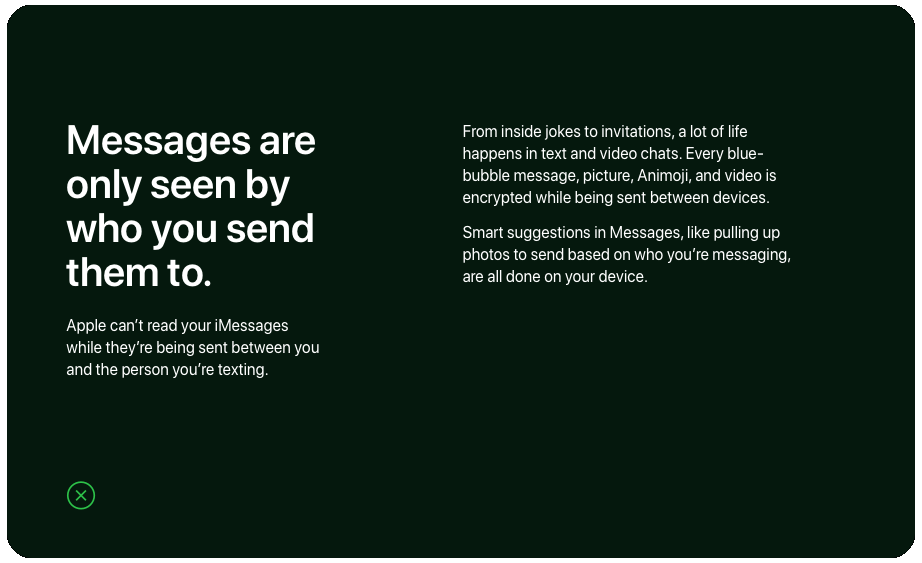 Messages are
only seen by
who you send
them to.
Apple can’t read your iMessages
while they’re being sent between you
and the person you’re texting.
From inside jokes to invitations, a lot of life
happens in text and video chats. Every blue-
bubble message, picture, Animoji, and video is
encrypted while being sent between devices.
Smart suggestions in Messages, like pulling up
photos to send based on who you’re messaging,
are all done on your device.